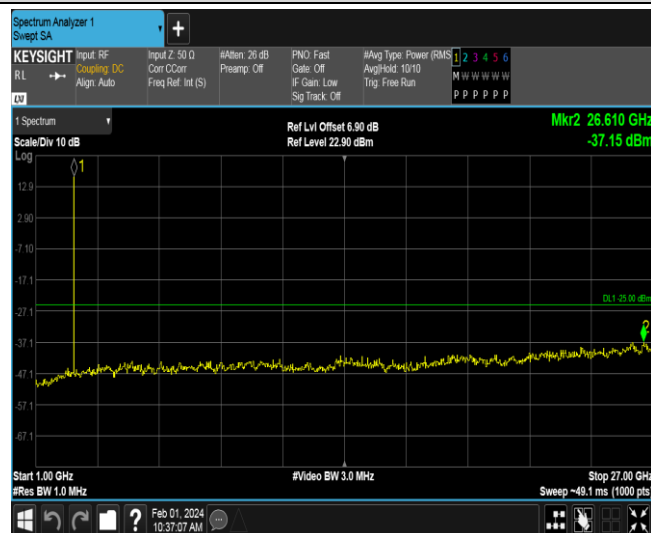 Spectrum Analyzer 1
Swept SA
+
KEYSIGHT
RL
LXI
Input: RF
Coupling: DC
Align: Auto
Input Z: 50 Ω
Corr CCorr
Freq Ref: Int (S)
#Atten: 26 dB
Preamp: Off
PNO: Fast
Gate: Off
IF Gain: Low
Sig Track: Off
#Avg Type: Power (RMS
Avg|Hold: 10/10
Trig: Free Run
1 2 3 4 5 6
M W W W W W
P P P P P P
1 Spectrum
Scale/Div 10 dB
Log
Ref Lvl Offset 6.90 dB
Ref Level 22.90 dBm
Mkr2 26.610 GHz
-37.15 dBm
1
12.9
2.90
-7.10
-17.1
DL1 -25.00 dBm
-27.1
2
-37.1
-47.1
-57.1
-67.1
Start 1.00 GHz
#Res BW 1.0 MHz
#Video BW 3.0 MHz
Stop 27.00 GHz
Sweep ~49.1 ms (1000 pts)
?
Feb 01, 2024
10:37:07 AM